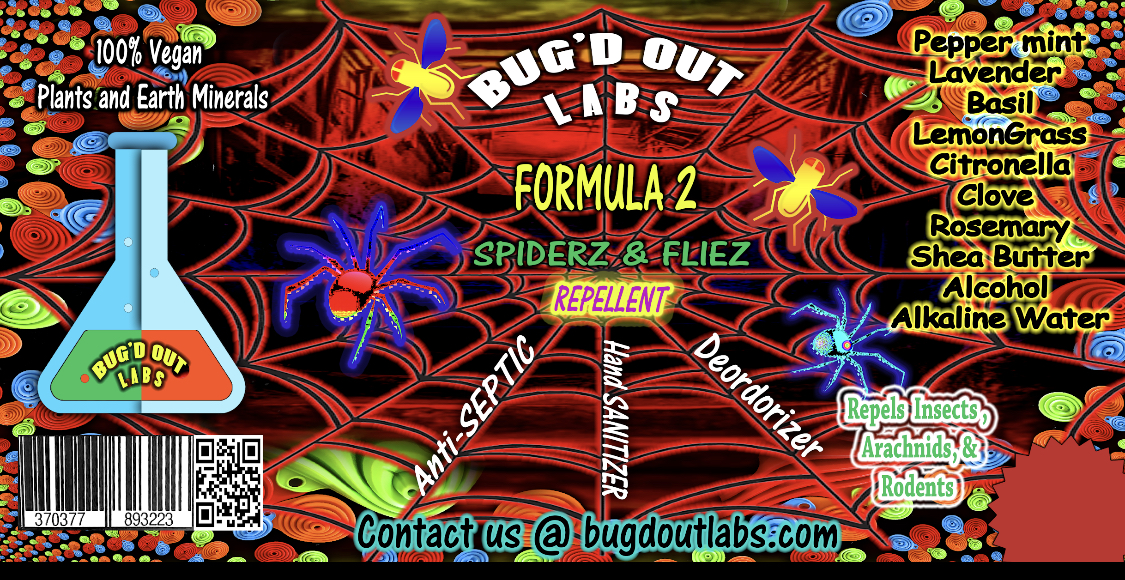 100% Vegan
Plants and Earth Minerals
BUG'D OUT
LABS
370377 893223
BUG'D OUT
LABS
FORMULA 2
SPIDERZ & FLIEZ
REPELLENT
Anti-SEPTIC
Hand SANITIZER
Deordorizer
Contact us @ bugdoutlabs.com
Pepper mint
Lavender
Basil
LemonGrass
Citronella
Clove
Rosemary
Shea Butter
Alcohol
Alkaline Water
Repels Insects,
Arachnids, &
Rodents